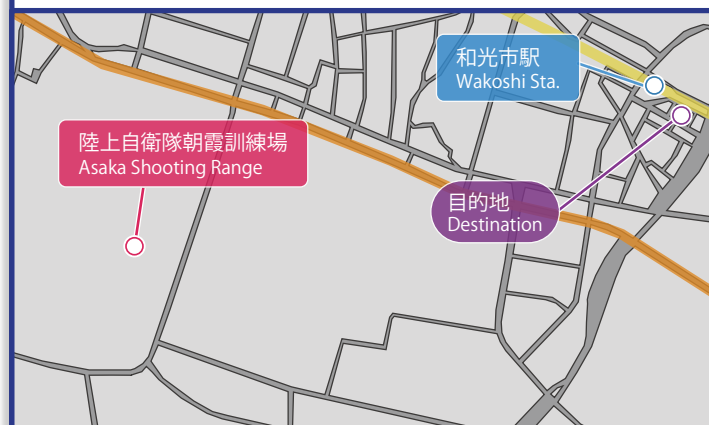 和光市駅
Wakoshi Sta.
陸上自衛隊朝霞訓練場
Asaka Shooting Range
目的地
Destination